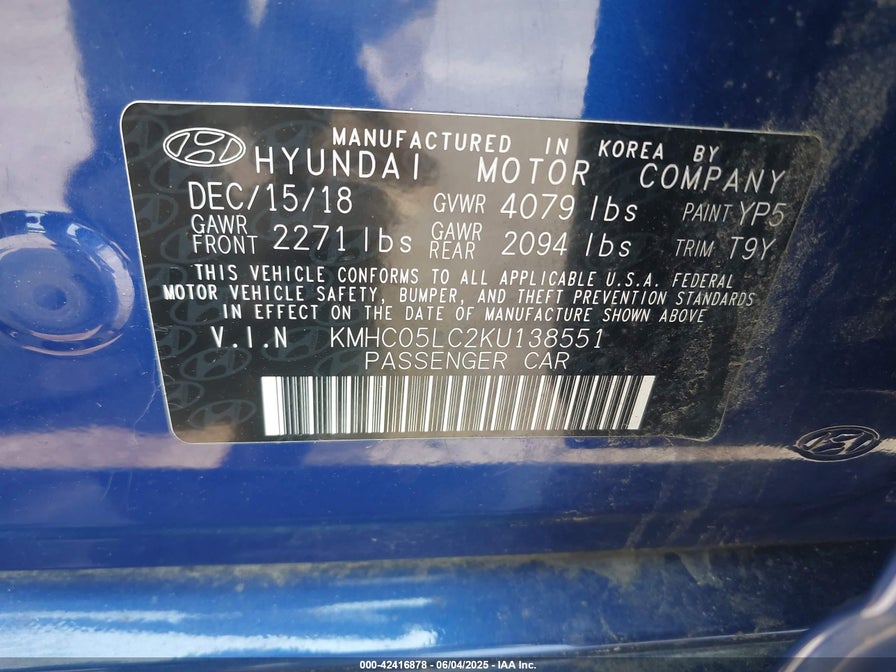 MANUFACTURED IN KOREA BY
HYUNDAI MOTOR COMPANY
DEC/15/18 GVWR 4079 lbs PAINT YP5
GAWR FRONT 2271 lbs GAWR REAR 2094 lbs TRIM T9Y
THIS VEHICLE CONFORMS TO ALL APPLICABLE U.S.A. FEDERAL
MOTOR VEHICLE SAFETY, BUMPER, AND THEFT PREVENTION STANDARDS
IN EFFECT ON THE DATE OF MANUFACTURE SHOWN ABOVE
V.I.N KMHC05LC2KU138551
PASSENGER CAR
000-42416878 - 06/04/2025 - IAA Inc.